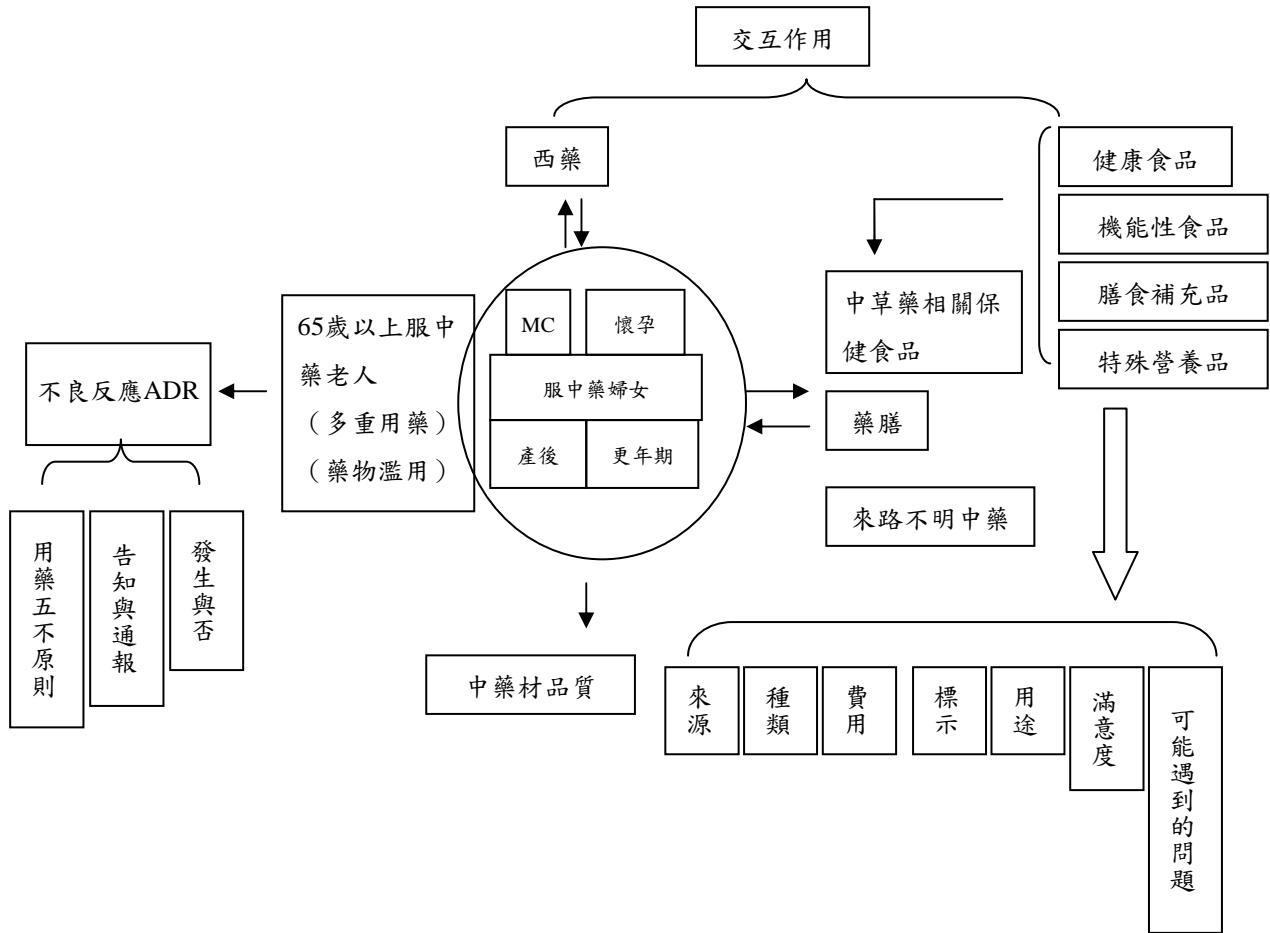 交互作用
西藥
健康食品
機能性食品
膳食補充品
特殊營養品
中草藥相關保
健食品
藥膳
來路不明中藥
MC
懷孕
服中藥婦女
產後
更年期
65歲以上服中
藥老人
（多重用藥）
（藥物濫用）
不良反應ADR
用藥五不原則
告知與通報
發生與否
中藥材品質
來源
種類
費用
標示
用途
滿意度
可能遇到的問題